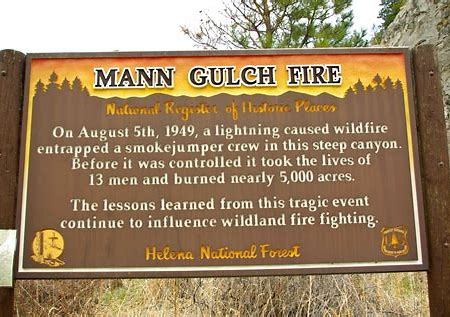 MANN GULCH FIRE
National Register of Historic Places
On August 5th, 1949, a lightning caused wildfire
entrapped a smokejumper crew in this steep canyon.
Before it was controlled it took the lives of
13 men and burned nearly 5,000 acres.
The lessons learned from this tragic event
continue to influence wildland fire fighting.
Helena National Forest